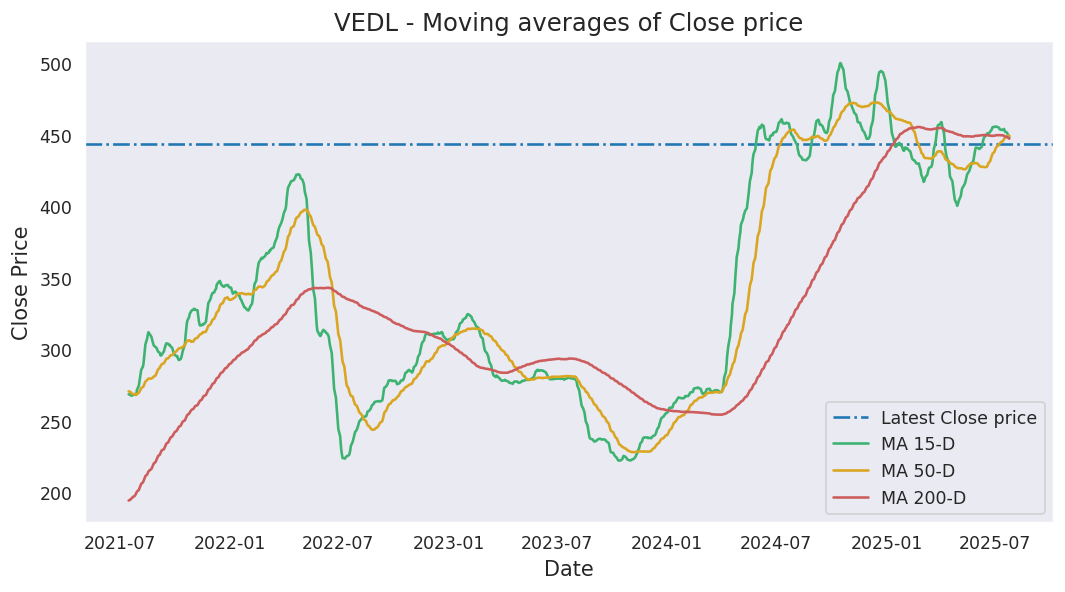 VEDL - Moving averages of Close price
Close Price
500
450
400
350
300
250
200
Latest Close price
MA 15-D
MA 50-D
MA 200-D
2021-07 2022-01 2022-07 2023-01 2023-07 2024-01 2024-07 2025-01 2025-07
Date